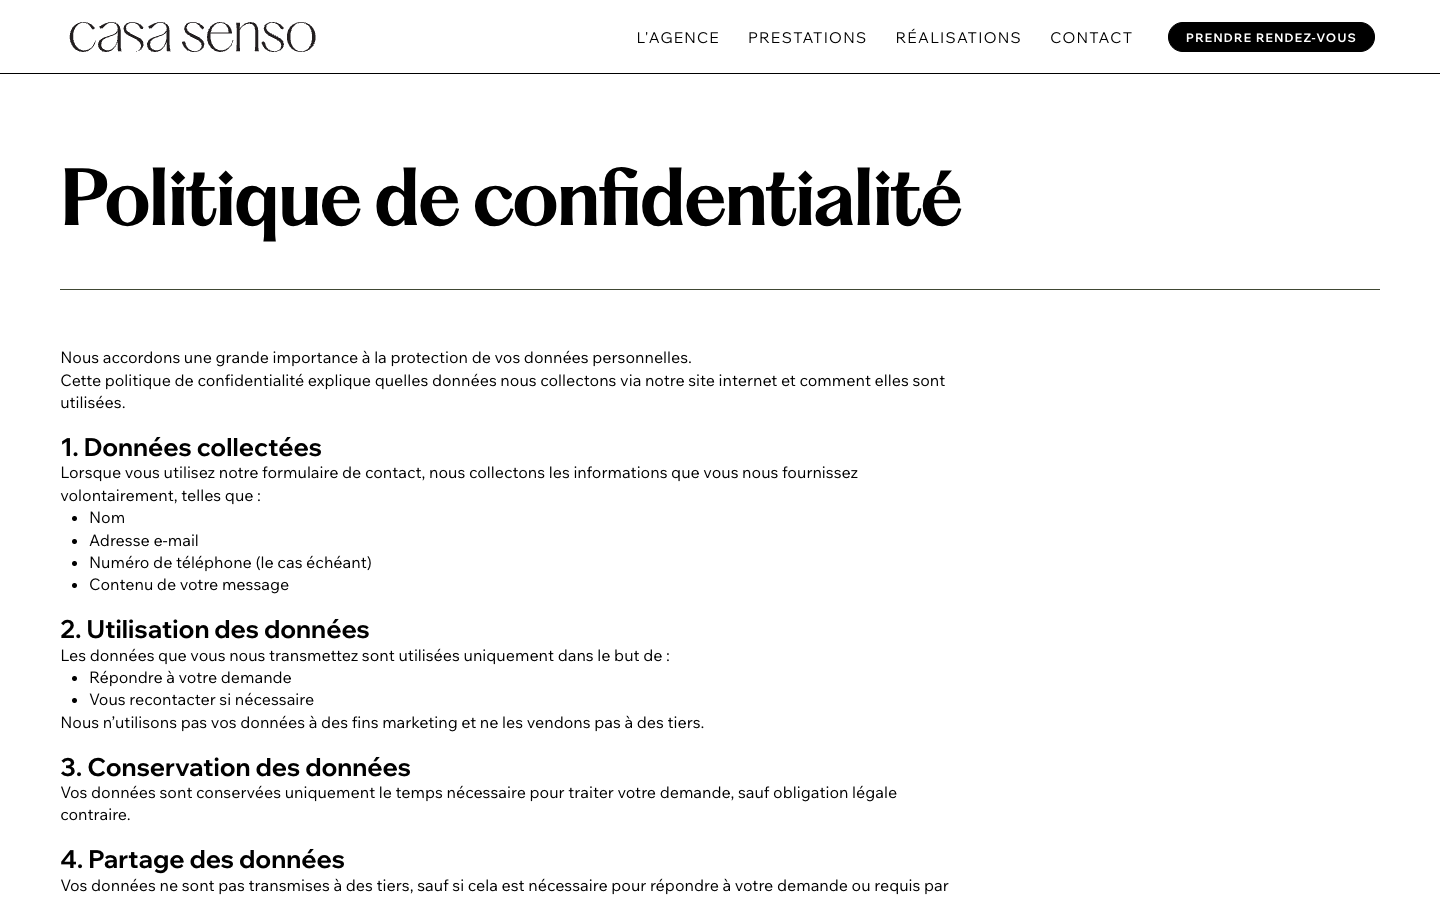 casa senso
L'AGENCE
PRESTATIONS
RÉALISATIONS
CONTACT
PRENDRE RENDEZ-VOUS
Politique de confidentialité
Nous accordons une grande importance à la protection de vos données personnelles.
Cette politique de confidentialité explique quelles données nous collectons via notre site internet et comment elles sont
utilisées.
1. Données collectées
Lorsque vous utilisez notre formulaire de contact, nous collectons les informations que vous nous fournissez
volontairement, telles que :
• Nom
• Adresse e-mail
• Numéro de téléphone (le cas échéant)
• Contenu de votre message
2. Utilisation des données
Les données que vous nous transmettez sont utilisées uniquement dans le but de :
• Répondre à votre demande
• Vous recontacter si nécessaire
Nous n'utilisons pas vos données à des fins marketing et ne les vendons pas à des tiers.
3. Conservation des données
Vos données sont conservées uniquement le temps nécessaire pour traiter votre demande, sauf obligation légale
contraire.
4. Partage des données
Vos données ne sont pas transmises à des tiers, sauf si cela est nécessaire pour répondre à votre demande ou requis par